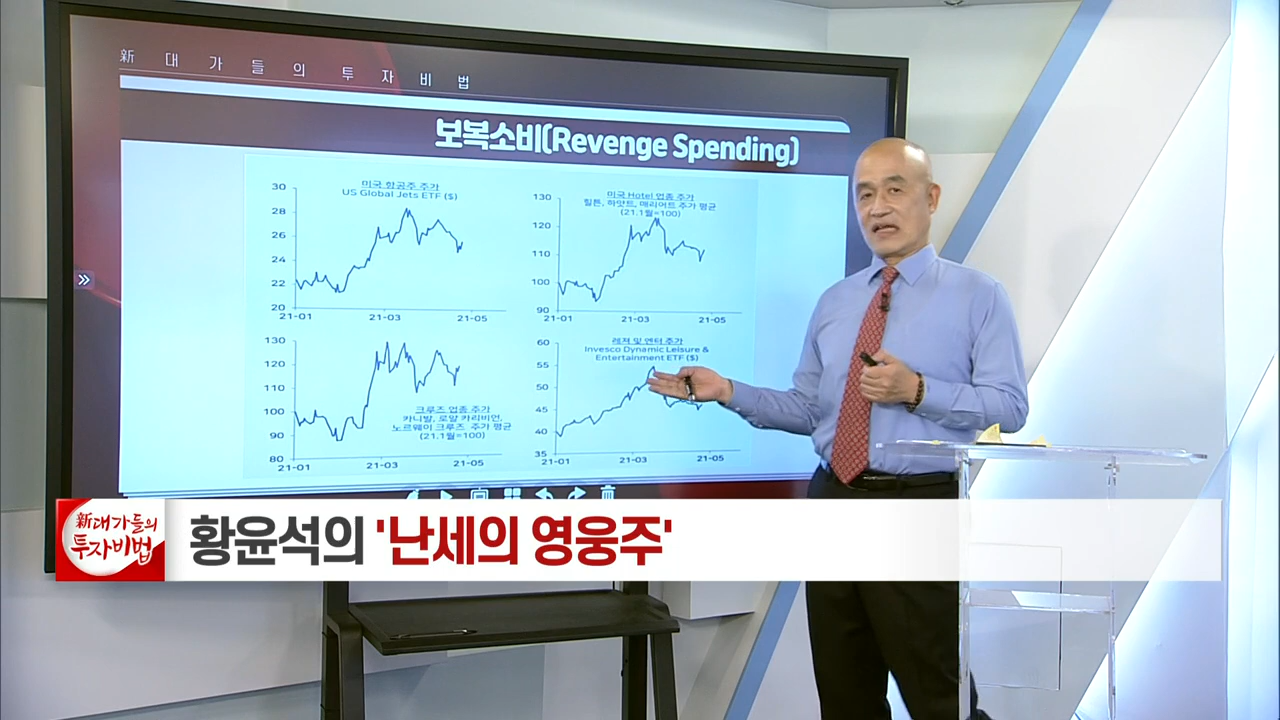 新 대 가 들 의 투 자 비 법
보복소비(Revenge Spending)
미국 항공주 주가
US Global Jets ETF ($)
30
28
26
24
22
20
21-01
21-03
21-05
미국 Hotel 업종 주가
힐튼, 하얏트, 매리어트 주가 평균
(21.1월=100)
130
120
110
100
90
21-01
21-03
21-05
130
120
110
100
90
80
크루즈 업종 주가
카니발, 로얄 카리비언,
노르웨이 크루즈 주가 평균
(21.1월=100)
21-01
21-03
21-05
레져 및 엔터 주가
Invesco Dynamic Leisure &
Entertainment ETF ($)
60
55
50
45
40
35
21-01
21-03
21-05
新대가들의
투자비법
황윤석의 '난세의 영웅주'